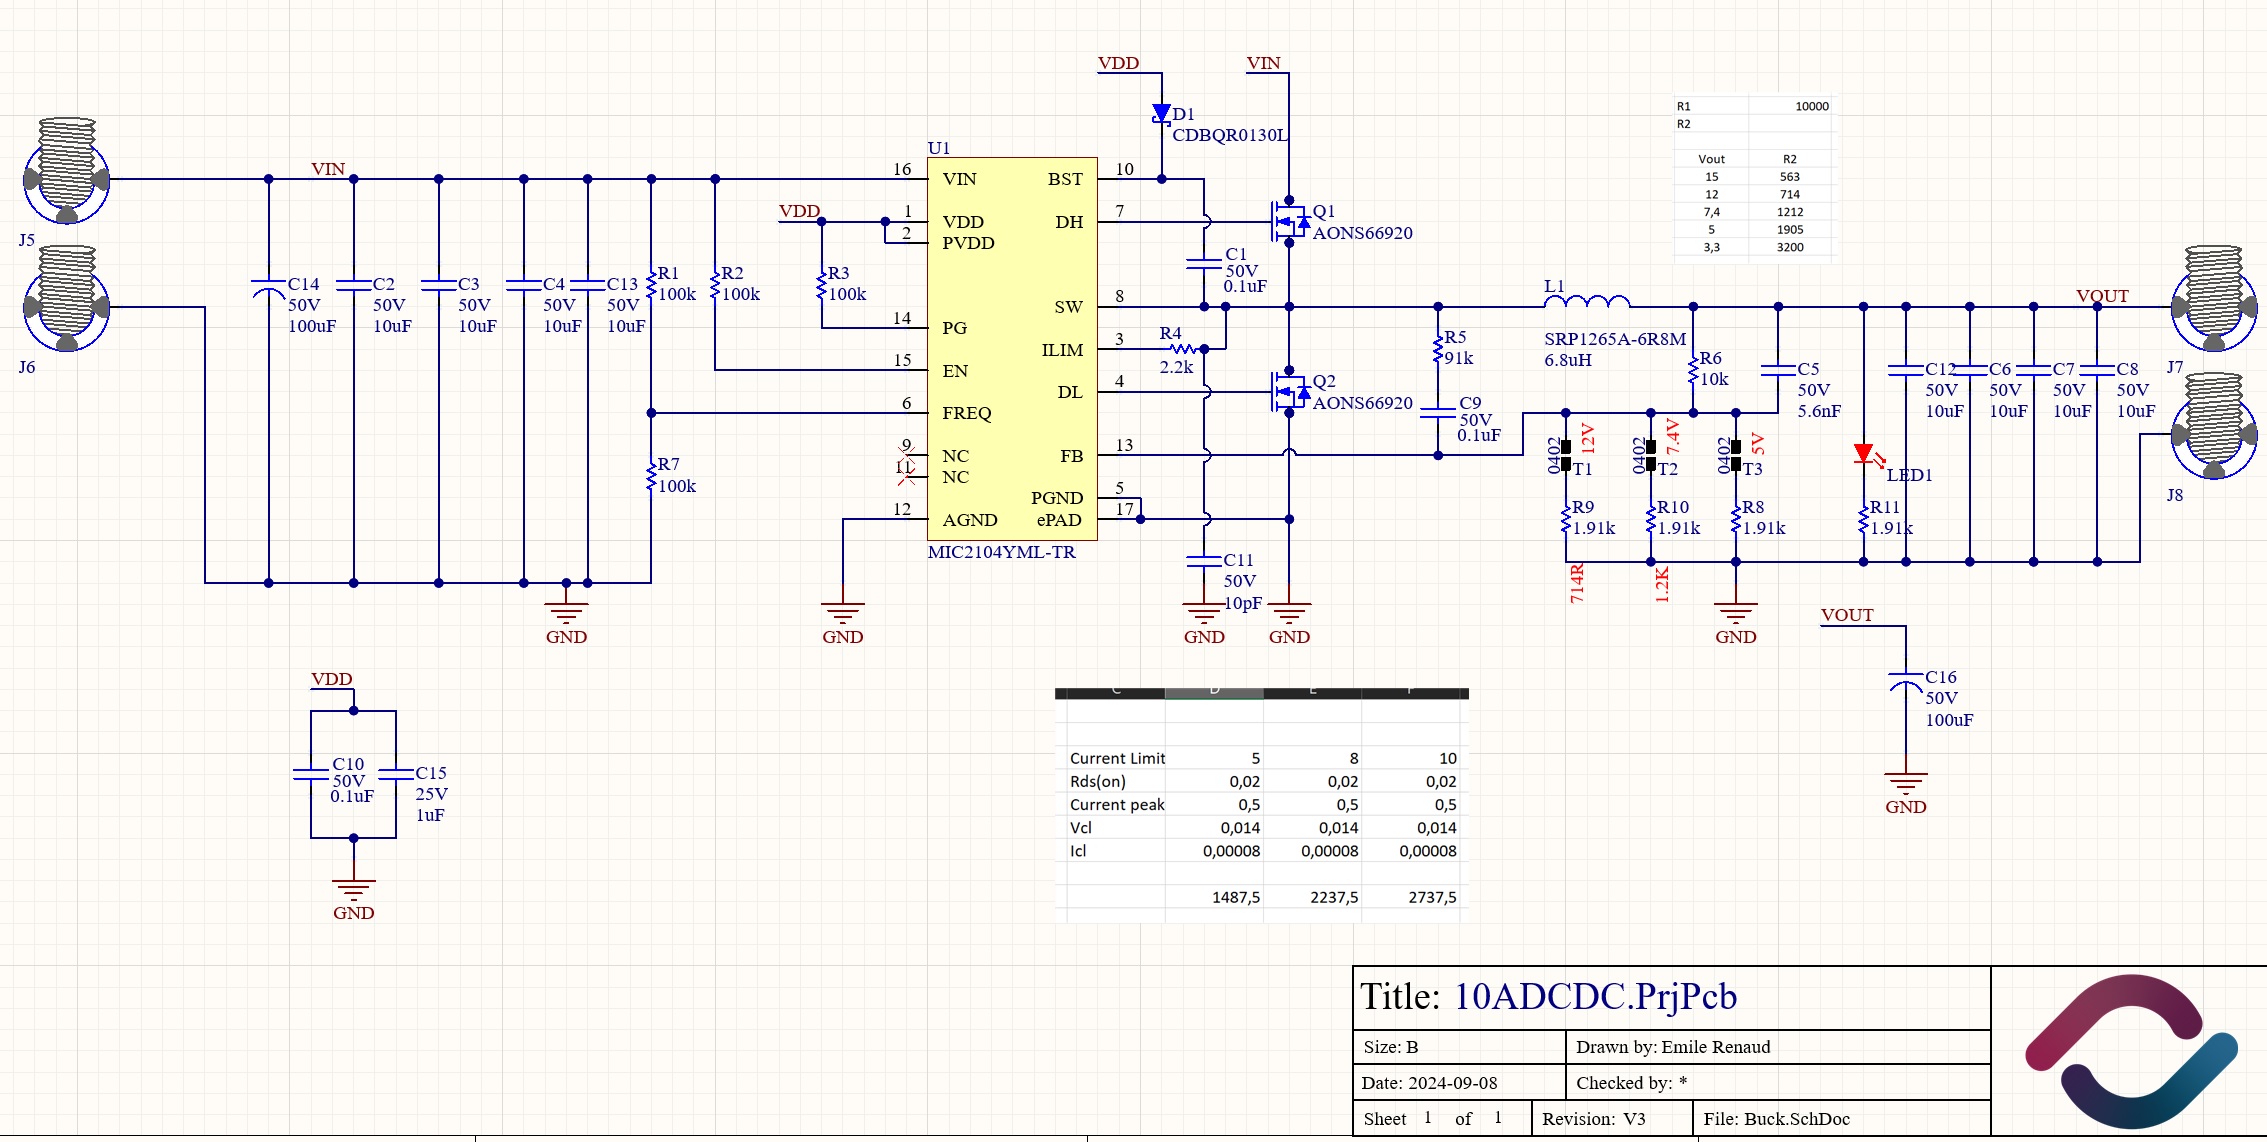 VDD
VIN
R1 10000
R2
D1
CDBQR0130L
U1
VIN
16 VIN
BST 10
Vout R2
15 563
12 714
7,4 1212
5 1905
3,3 3200
VDD
1 VDD
2 PVDD
DH 7
Q1
AONS66920
J5
C14
50V
100uF
C2
50V
10uF
C3
50V
10uF
C4
50V
10uF
C13
50V
10uF
R1
100k
R2
100k
R3
100k
C1
50V
0.1uF
SW 8
L1
SRP1265A-6R8M
6.8uH
VOUT
14 PG
ILIM 3
R4
2.2k
R5
91k
R6
10k
C5
50V
5.6nF
C12
50V
10uF
C6
50V
10uF
C7
50V
10uF
C8
50V
10uF
J6
J7
15 EN
DL 4
Q2
AONS66920
6 FREQ
C9
50V
0.1uF
9 NC
11 NC
FB 13
0402
12V
T1
0402
7.4V
T2
0402
5V
T3
LED1
R7
100k
PGND 5
ePAD 17
12 AGND
MIC2104YML-TR
R9
1.91k
R10
1.91k
R8
1.91k
R11
1.91k
J8
C11
50V
10pF
714R
1.2K
GND
GND
GND
GND
GND
VOUT
C16
50V
100uF
GND
VDD
C10
50V
0.1uF
C15
25V
1uF
GND
C D E F
Current Limit 5 8 10
Rds(on) 0,02 0,02 0,02
Current peak 0,5 0,5 0,5
Vcl 0,014 0,014 0,014
Icl 0,00008 0,00008 0,00008
1487,5 2237,5 2737,5
Title: 10ADCDC.PrjPcb
Size: B Drawn by: Emile Renaud
Date: 2024-09-08 Checked by: *
Sheet 1 of 1 Revision: V3 File: Buck.SchDoc